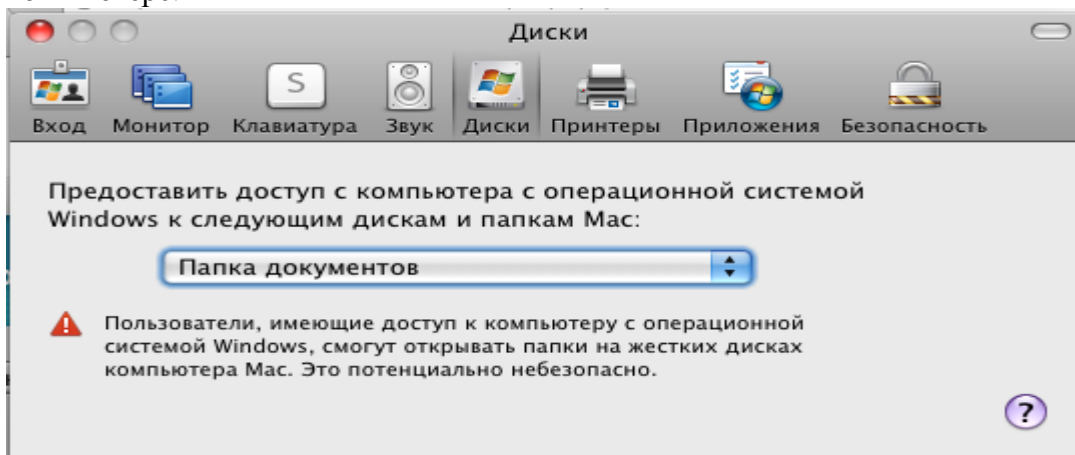 Диски
Вход Монитор Клавиатура Звук Диски Принтеры Приложения Безопасность
S
Предоставить доступ с компьютера с операционной системой
Windows к следующим дискам и папкам Mac:
Папка документов
Пользователи, имеющие доступ к компьютеру с операционной
системой Windows, смогут открывать папки на жестких дисках
компьютера Mac. Это потенциально небезопасно.
?